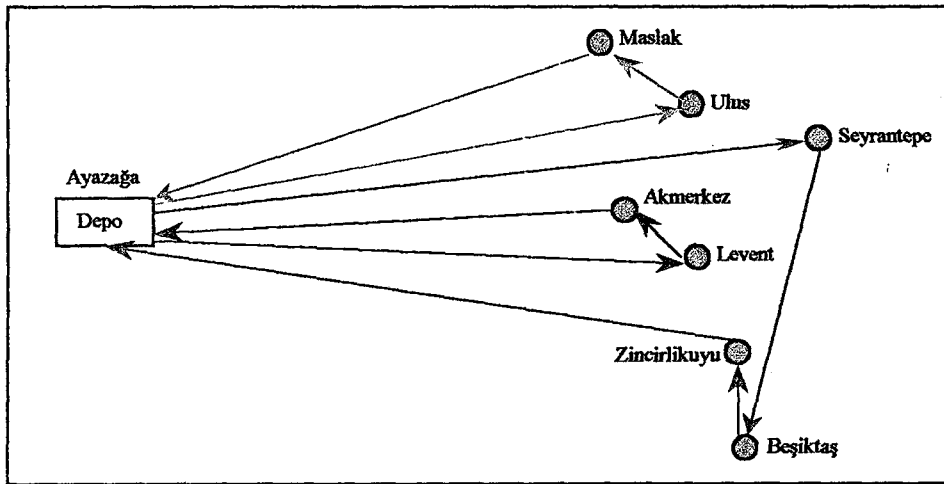 Maslak
Ulus
Seyrantepe
Ayazağa
Depo
Akmerkez
Levent
Zincirlikuyu
Beşiktaş